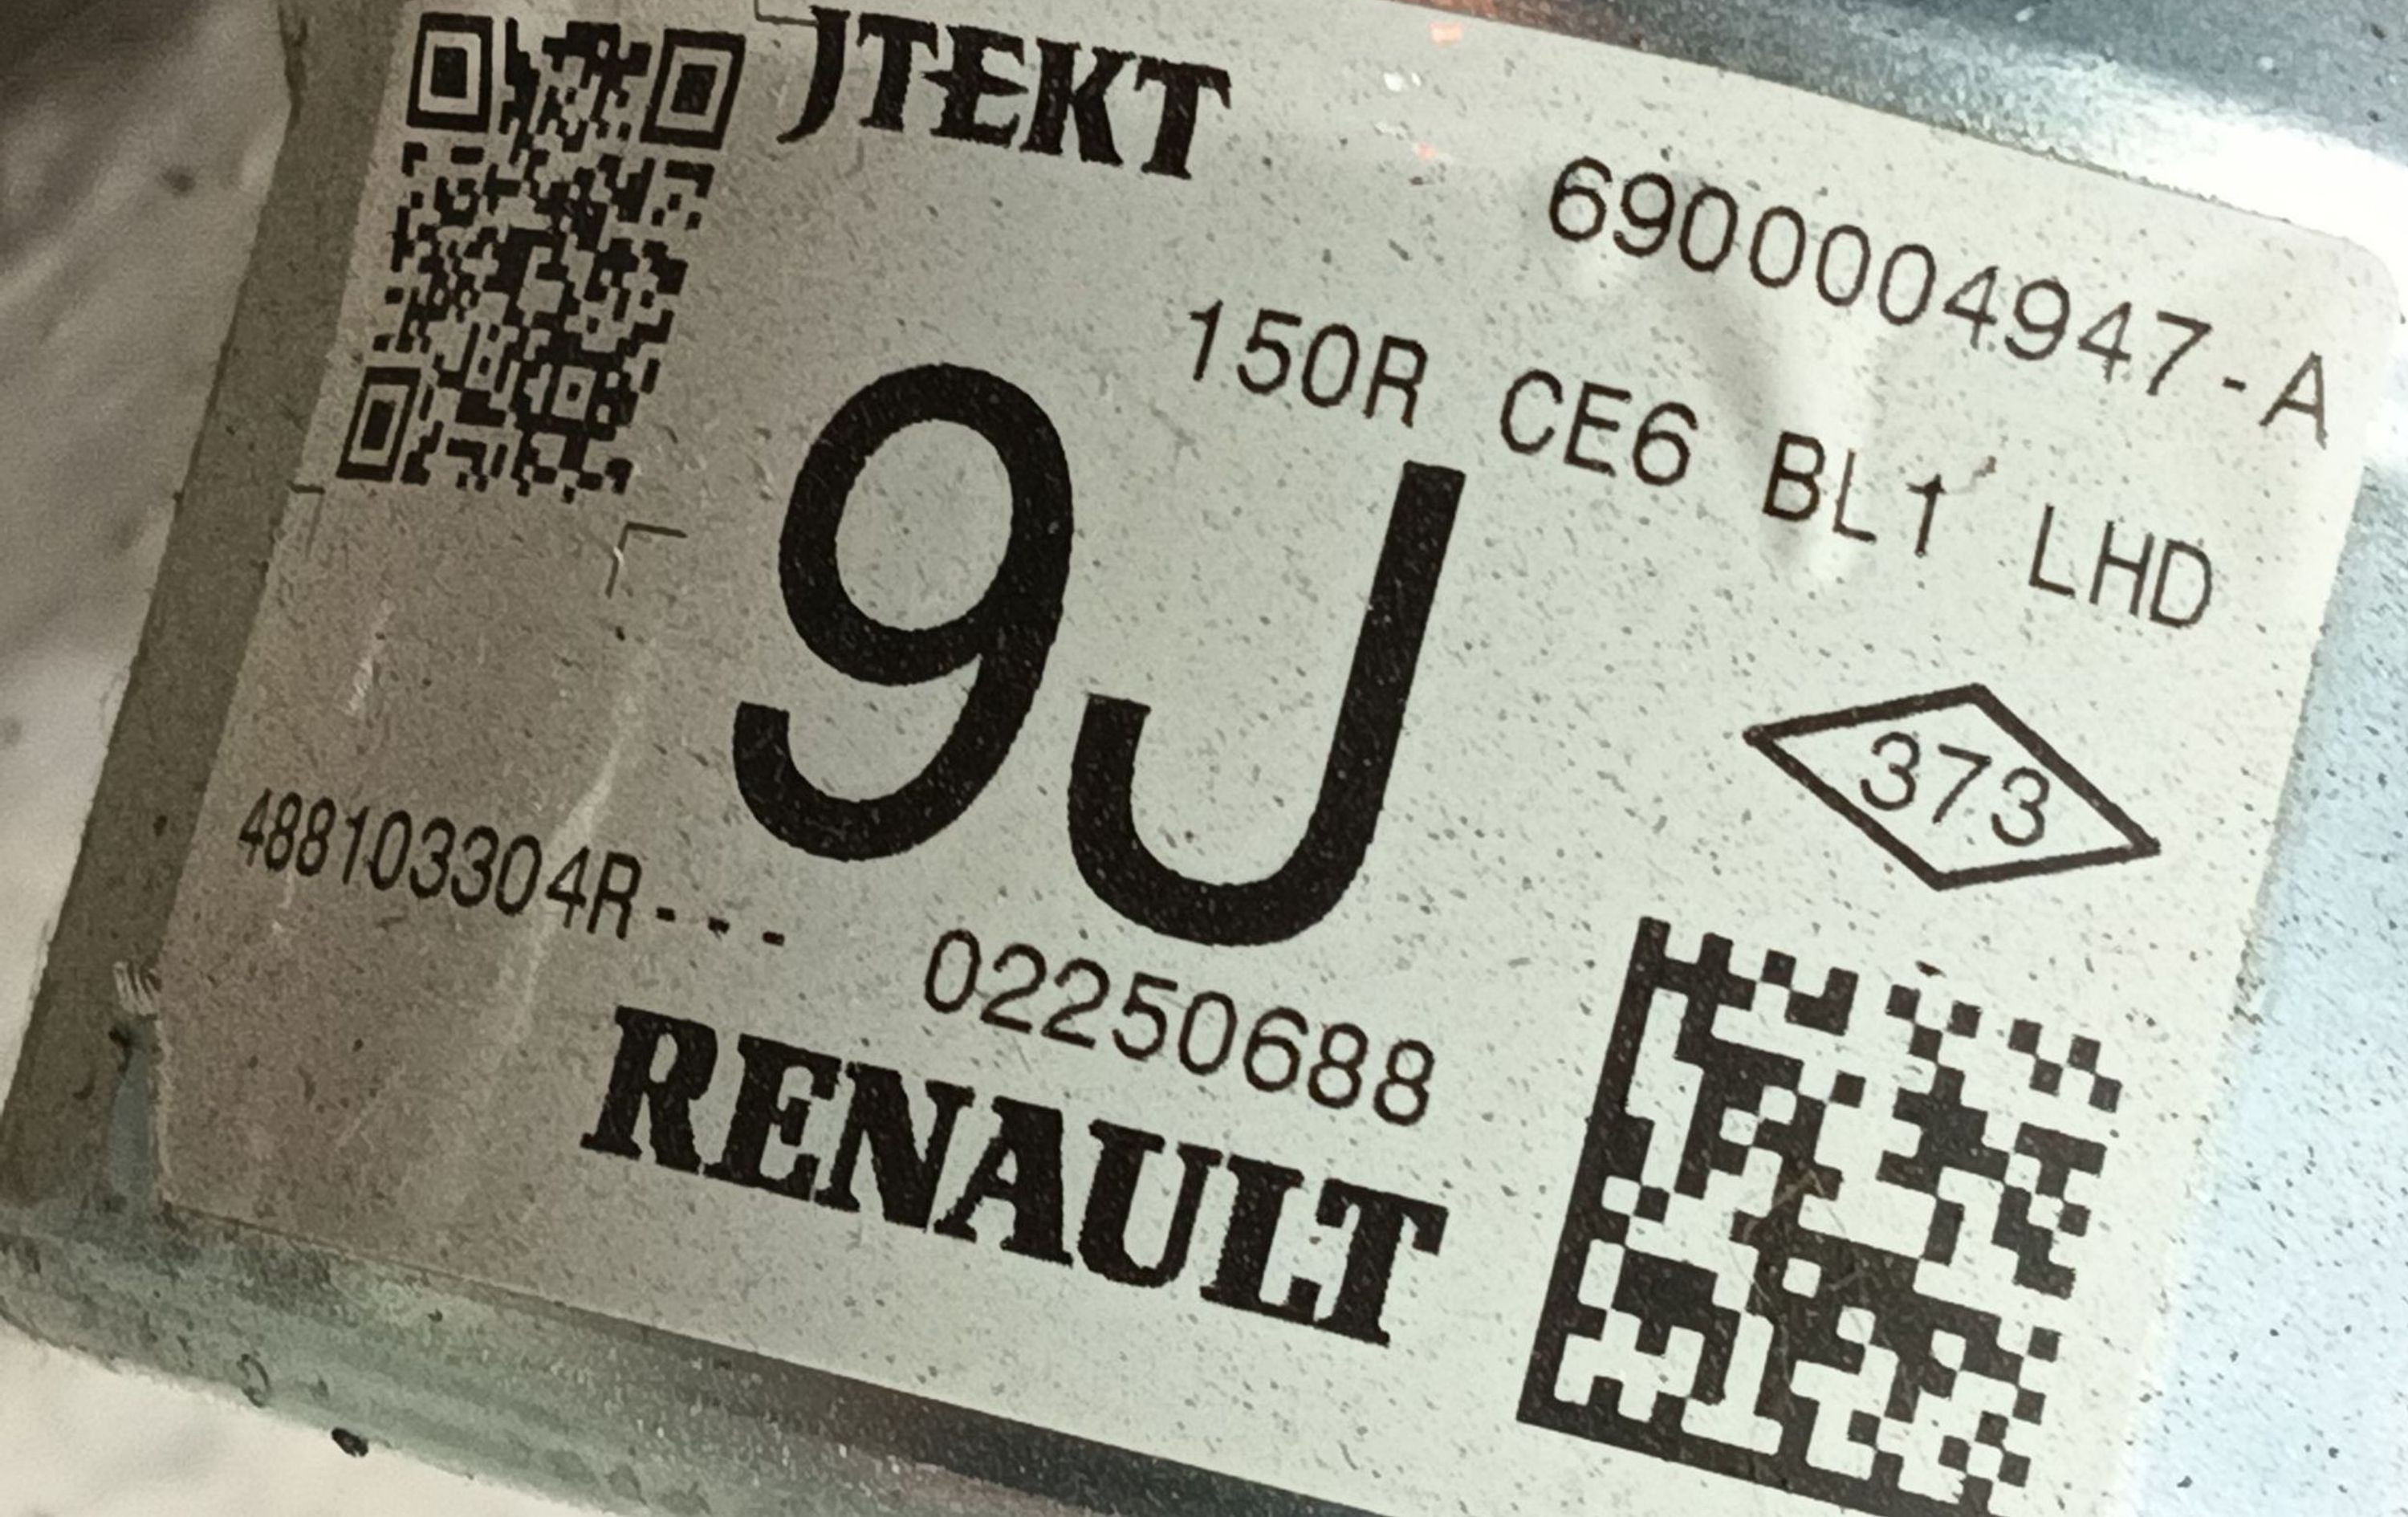 JTEKT
6900004947-A
150R CE6 BL1 LHD
9J
373
488103304R---
02250688
RENAULT